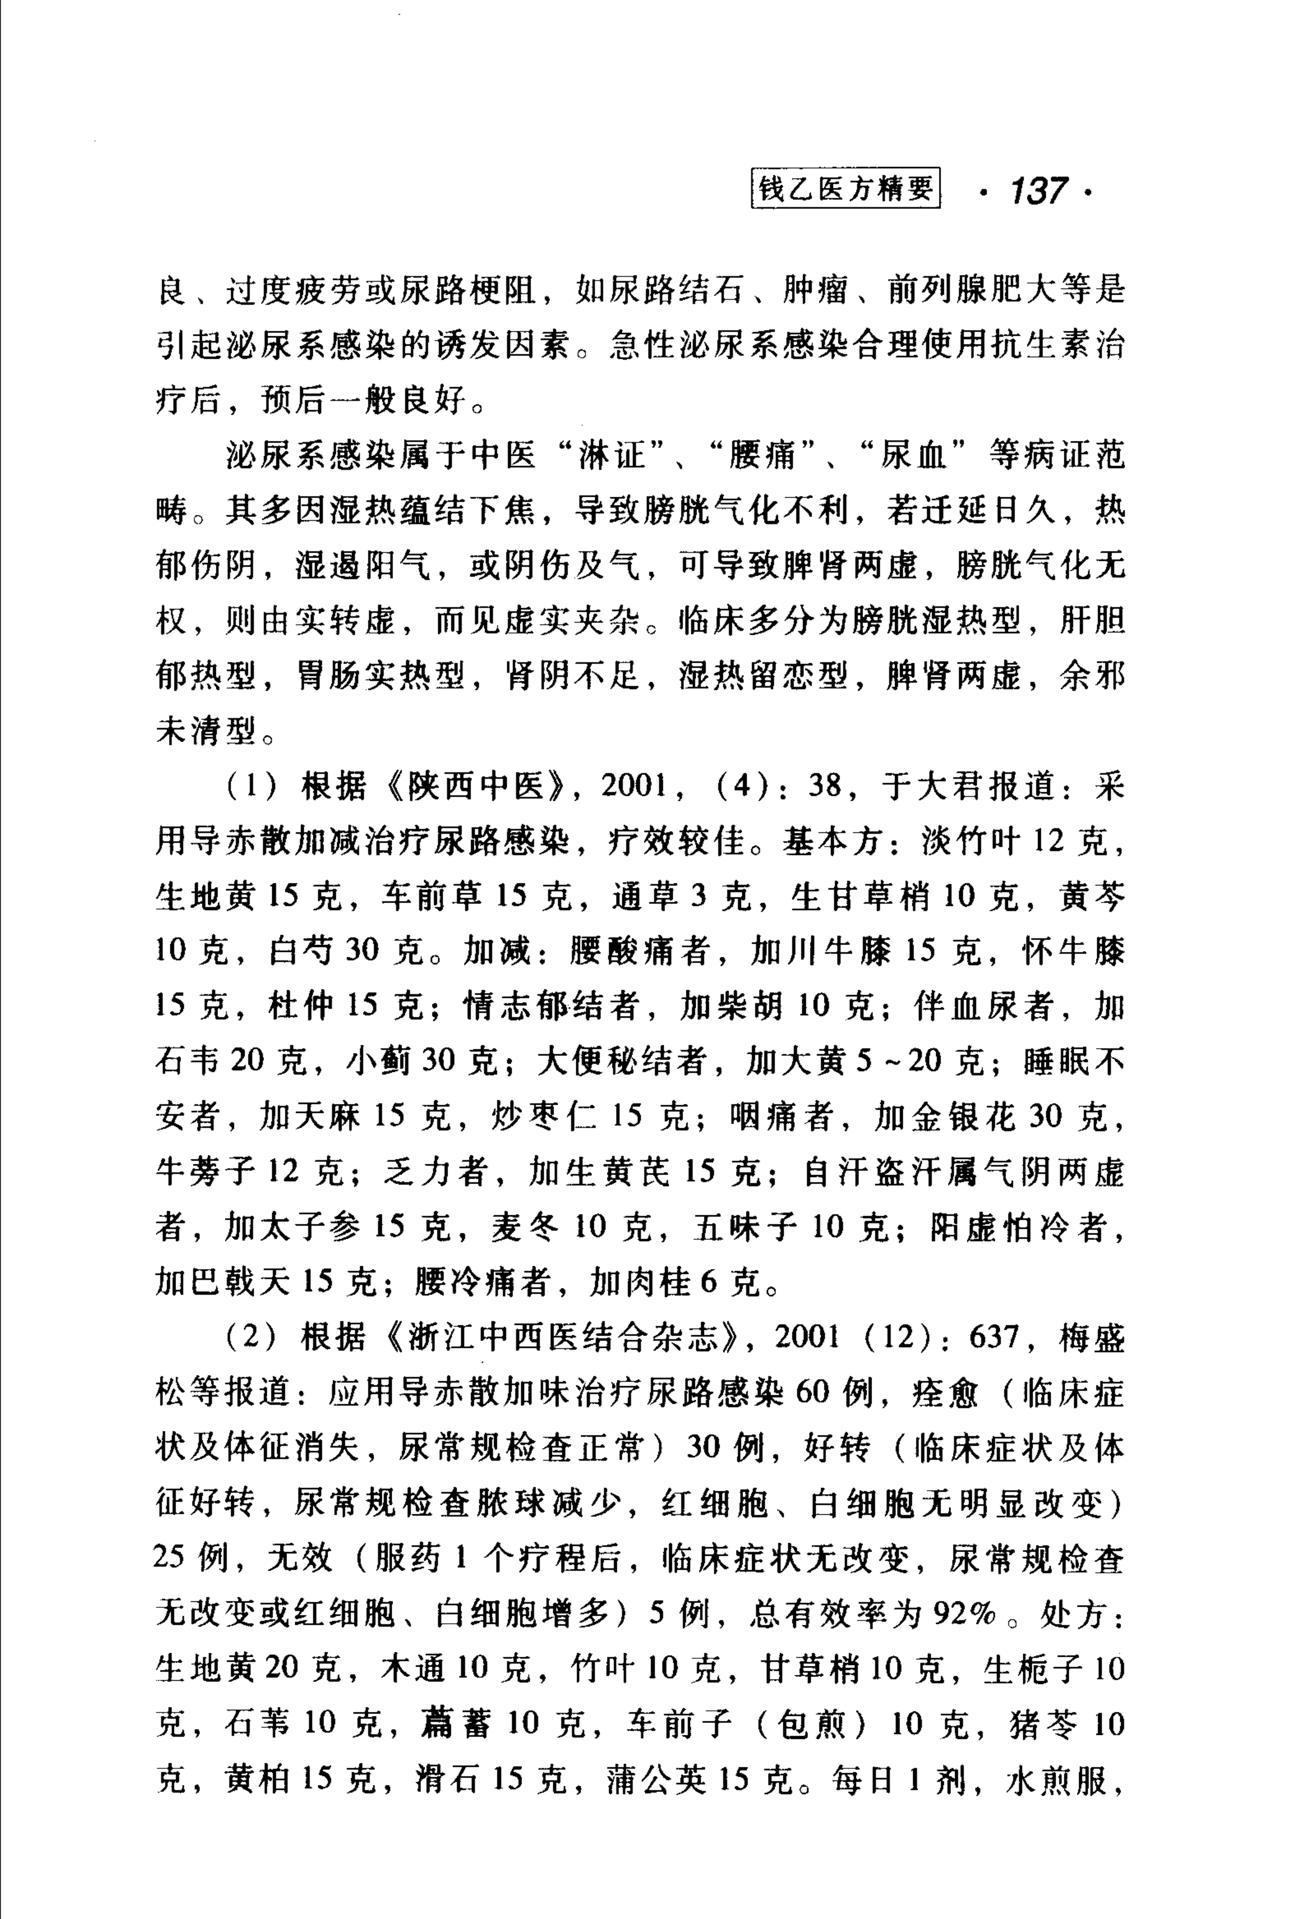 钱乙医方精要 · 137 ·
良、过度疲劳或尿路梗阻，如尿路结石、肿瘤、前列腺肥大等是
引起泌尿系感染的诱发因素。急性泌尿系感染合理使用抗生素治
疗后，预后一般良好。
泌尿系感染属于中医“淋证”、“腰痛”、“尿血”等病证范
畴。其多因湿热蕴结下焦，导致膀胱气化不利，若迁延日久，热
郁伤阴，湿遏阳气，或阴伤及气，可导致脾肾两虚，膀胱气化无
权，则由实转虚，而见虚实夹杂。临床多分为膀胱湿热型，肝胆
郁热型，胃肠实热型，肾阴不足，湿热留恋型，脾肾两虚，余邪
未清型。
(1) 根据《陕西中医》，2001，(4)：38，于大君报道：采
用导赤散加减治疗尿路感染，疗效较佳。基本方：淡竹叶 12 克，
生地黄 15 克，车前草 15 克，通草 3 克，生甘草梢 10 克，黄芩
10 克，白芍 30 克。加减：腰酸痛者，加川牛膝 15 克，怀牛膝
15 克，杜仲 15 克；情志郁结者，加柴胡 10 克；伴血尿者，加
石韦 20 克，小蓟 30 克；大便秘结者，加大黄 5～20 克；睡眠不
安者，加天麻 15 克，炒枣仁 15 克；咽痛者，加金银花 30 克，
牛蒡子 12 克；乏力者，加生黄芪 15 克；自汗盗汗属气阴两虚
者，加太子参 15 克，麦冬 10 克，五味子 10 克；阳虚怕冷者，
加巴戟天 15 克；腰冷痛者，加肉桂 6 克。
(2) 根据《浙江中西医结合杂志》，2001 (12)：637，梅盛
松等报道：应用导赤散加味治疗尿路感染 60 例，痊愈（临床症
状及体征消失，尿常规检查正常）30 例，好转（临床症状及体
征好转，尿常规检查脓球减少，红细胞、白细胞无明显改变）
25 例，无效（服药 1 个疗程后，临床症状无改变，尿常规检查
无改变或红细胞、白细胞增多）5 例，总有效率为 92%。处方：
生地黄 20 克，木通 10 克，竹叶 10 克，甘草梢 10 克，生栀子 10
克，石苇 10 克，萹蓄 10 克，车前子（包煎）10 克，猪苓 10
克，黄柏 15 克，滑石 15 克，蒲公英 15 克。每日 1 剂，水煎服，